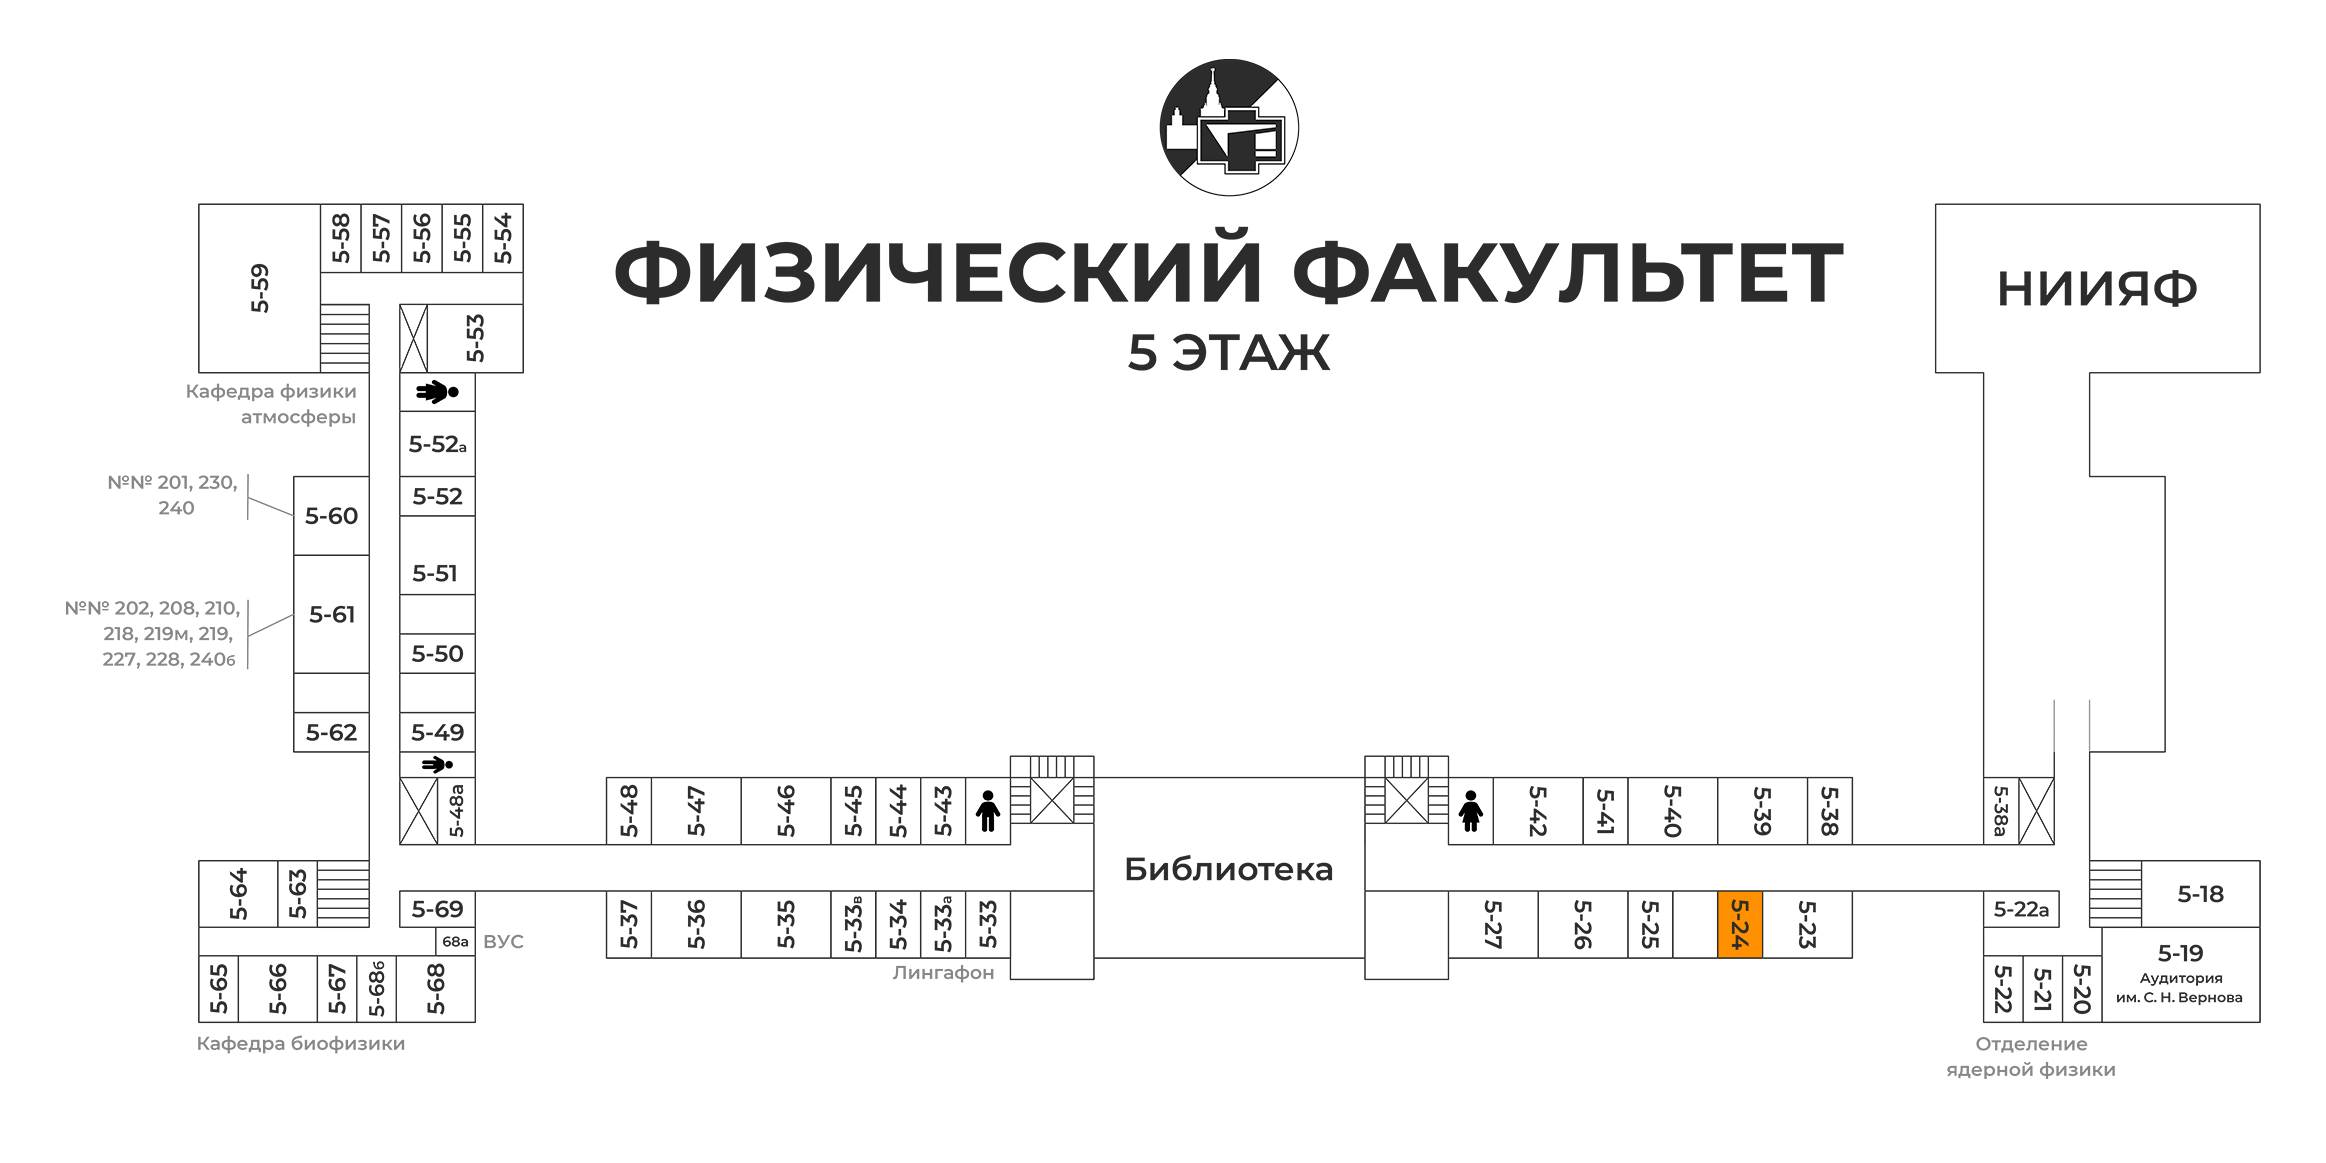 ФИЗИЧЕСКИЙ ФАКУЛЬТЕТ
5 ЭТАЖ
5-59
5-58
5-57
5-56
5-55
5-54
5-53
Кафедра физики
атмосферы
5-52а
5-52
5-51
5-50
5-49
5-48а
№№ 201, 230,
240
5-60
№№ 202, 208, 210,
218, 219м, 219,
227, 228, 240б
5-61
5-62
5-64
5-63
5-69
68а
ВУС
5-65
5-66
5-67
5-68б
5-68
Кафедра биофизики
5-48
5-47
5-46
5-45
5-44
5-43
5-37
5-36
5-35
5-33в
5-34
5-33а
5-33
Лингафон
Библиотека
5-42
5-41
5-40
5-39
5-38
5-27
5-26
5-25
5-24
5-23
НИИЯФ
5-38а
5-22а
5-18
5-19
Аудитория
им. С. Н. Вернова
5-22
5-21
5-20
Отделение
ядерной физики